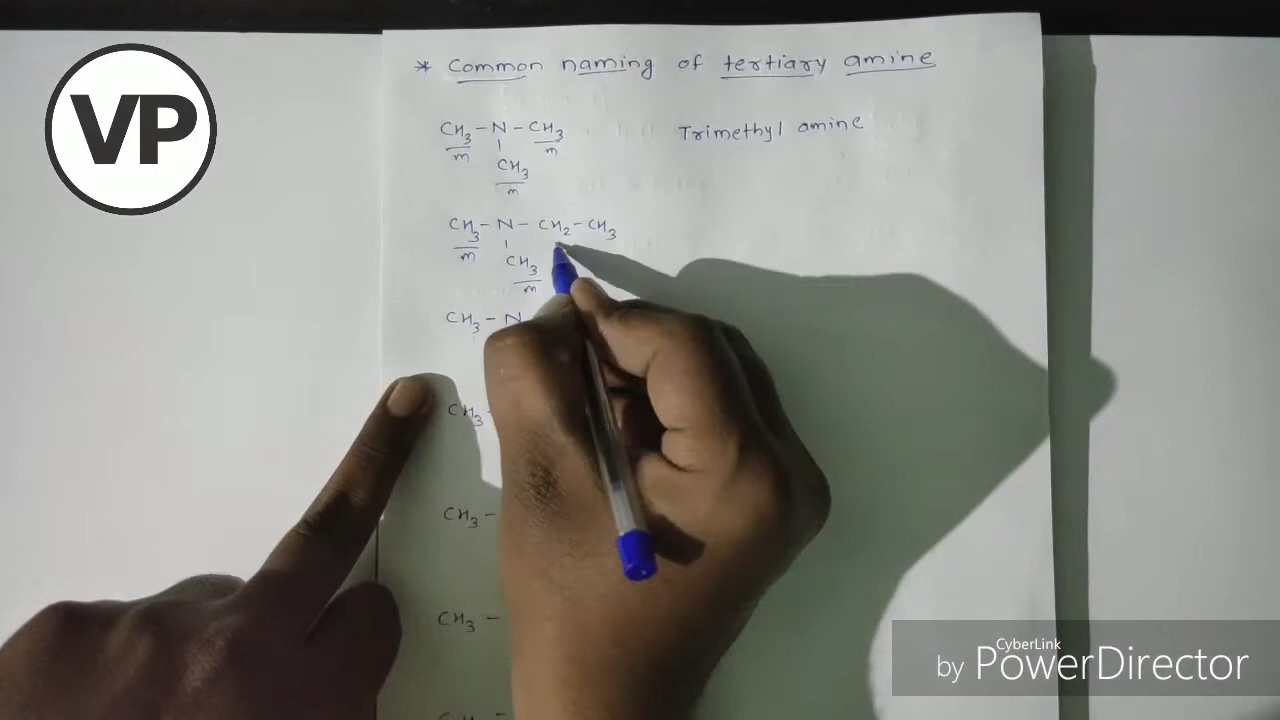 VP
* Common naming of tertiary amine
CH3 - N - CH3 Trimethyl amine
m m
CH3
m
CH3 - N - CH2 - CH3
m
CH3
m
CH3 - N
CH3
CH3 -
CH3 -
CyberLink
by PowerDirector